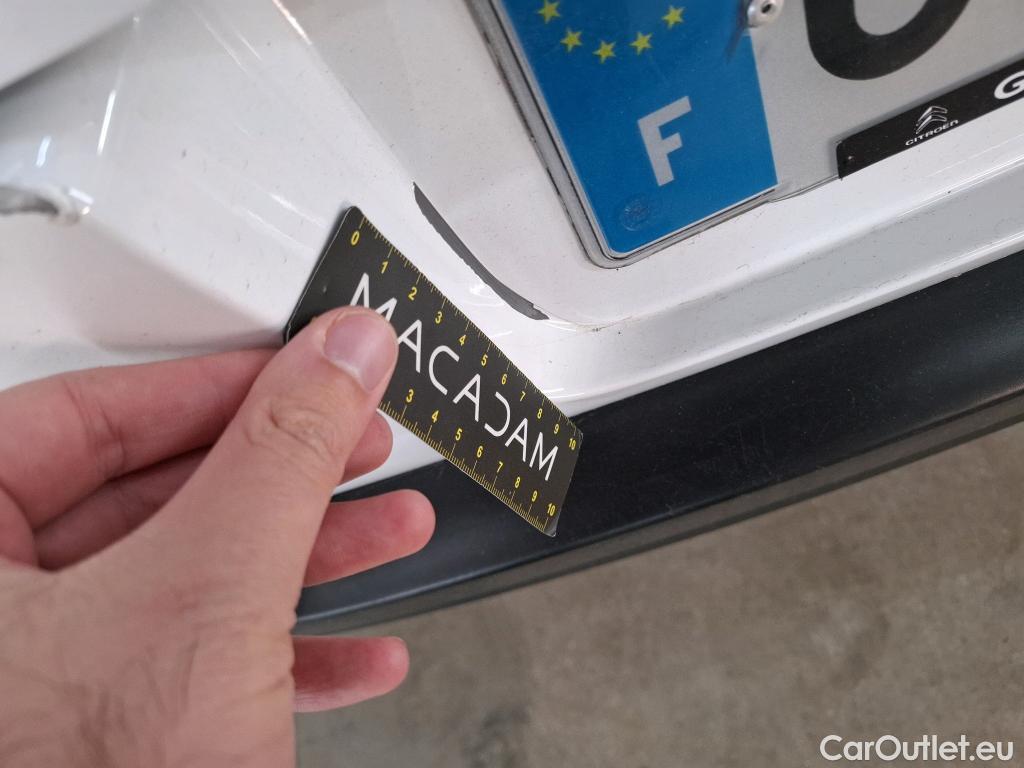 F
CITROËN
G
0 1 2 3 4 5 6 7 8 9 10
MACADAM
3 4 5 6 7 8 9 10
CarOutlet.eu